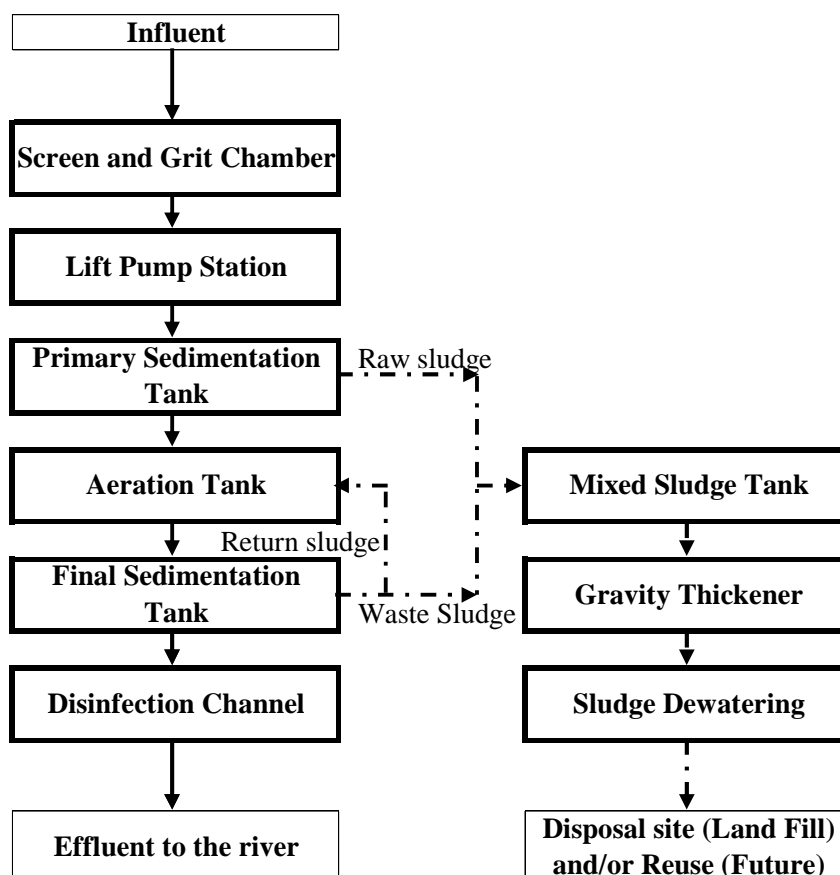 Influent
Screen and Grit Chamber
Lift Pump Station
Primary Sedimentation
Tank
Raw sludge
Aeration Tank
Mixed Sludge Tank
Return sludge
Final Sedimentation
Tank
Waste Sludge
Gravity Thickener
Disinfection Channel
Sludge Dewatering
Effluent to the river
Disposal site (Land Fill)
and/or Reuse (Future)